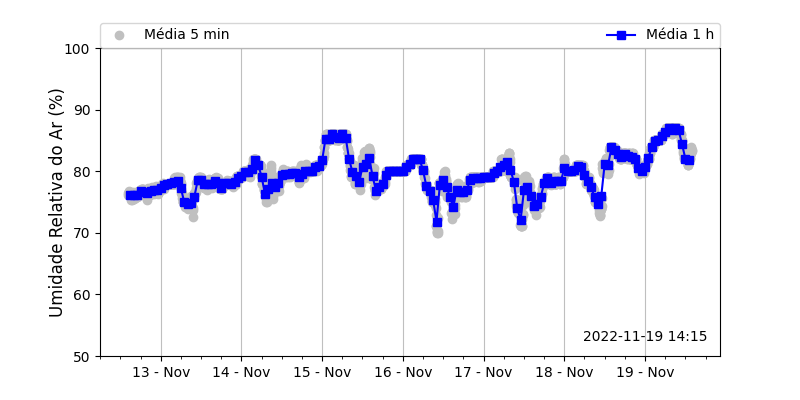 Média 5 min
Média 1 h
Umidade Relativa do Ar (%)
100
90
80
70
60
50
2022-11-19 14:15
13 - Nov
14 - Nov
15 - Nov
16 - Nov
17 - Nov
18 - Nov
19 - Nov